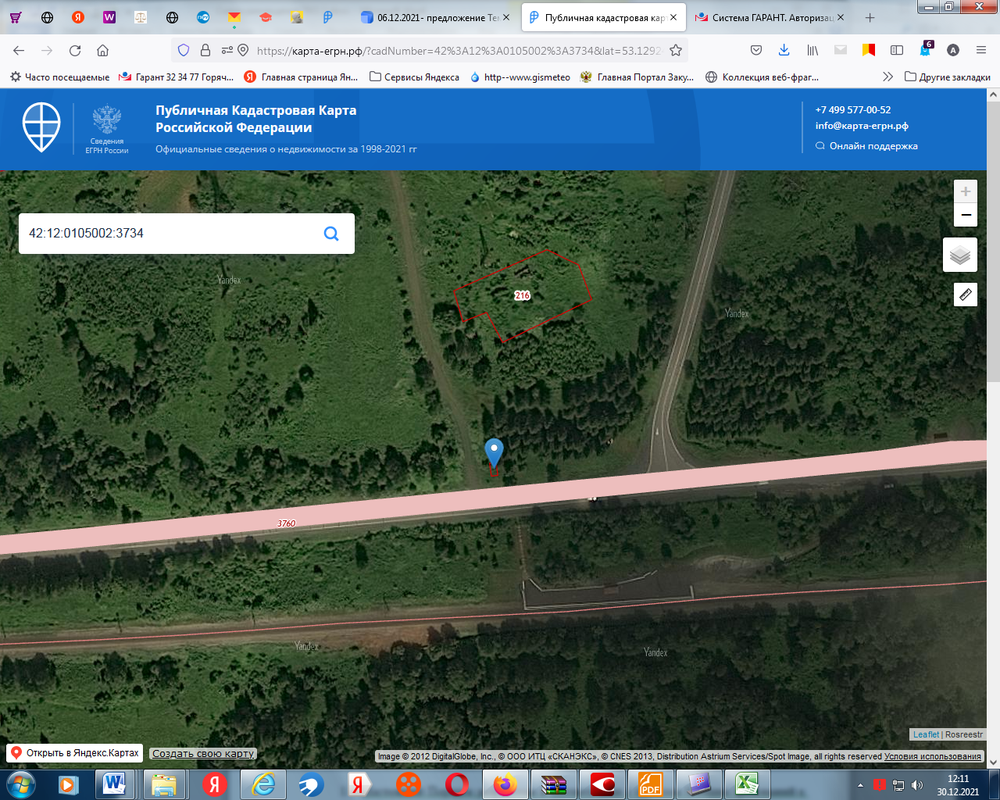 06.12.2021- предложение Тем
Публичная кадастровая карт
Система ГАРАНТ. Авторизац
https://карта-егрн.рф/?cadNumber=42%3A12%3A0105002%3A3734&lat=53.1292
6
A
Часто посещаемые
Гарант 32 34 77 Горяч...
Главная страница Ян...
Сервисы Яндекса
http--www.gismeteo
Главная Портал Заку...
Коллекция веб-фраг...
Другие закладки
Сведения
ЕГРН России
Публичная Кадастровая Карта
Российской Федерации
Официальные сведения о недвижимости за 1998-2021 гг
+7 499 577-00-52
info@карта-егрн.рф
Онлайн поддержка
42:12:0105002:3734
+
−
Yandex
216
Yandex
3760
Yandex
Yandex
Leaflet | Rosreestr
Открыть в Яндекс.Картах
Создать свою карту
Image © 2012 DigitalGlobe, Inc., © ООО ИТЦ «СКАНЭКС», © CNES 2013, Distribution Astrium Services/Spot Image, all rights reserved Условия использования
PDF
12:11
30.12.2021